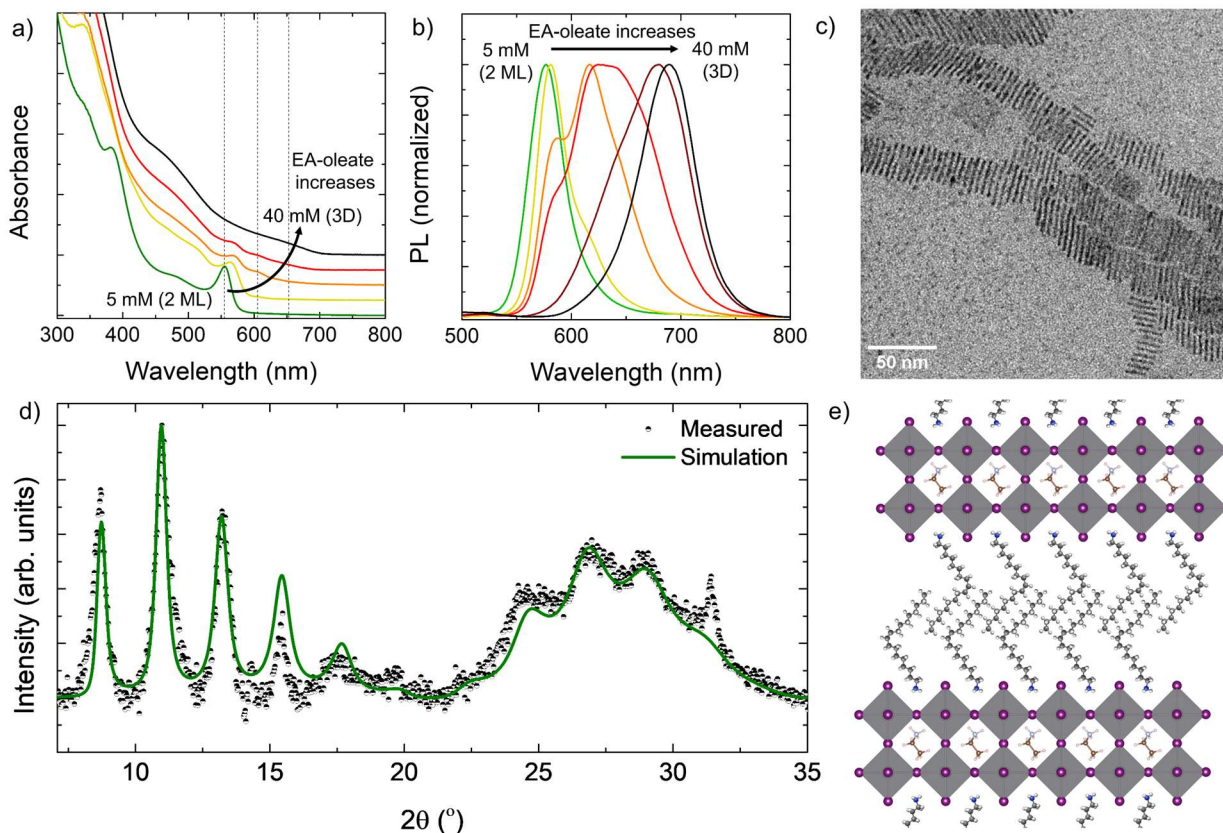 a)
Absorbance
EA-oleate
increases
40 mM (3D)
5 mM (2 ML)
300 400 500 600 700 800
Wavelength (nm)
b)
PL (normalized)
EA-oleate increases
5 mM
(2 ML)
40 mM
(3D)
500 600 700 800
Wavelength (nm)
c)
50 nm
d)
Intensity (arb. units)
Measured
Simulation
10 15 20 25 30 35
2θ (º)
e)